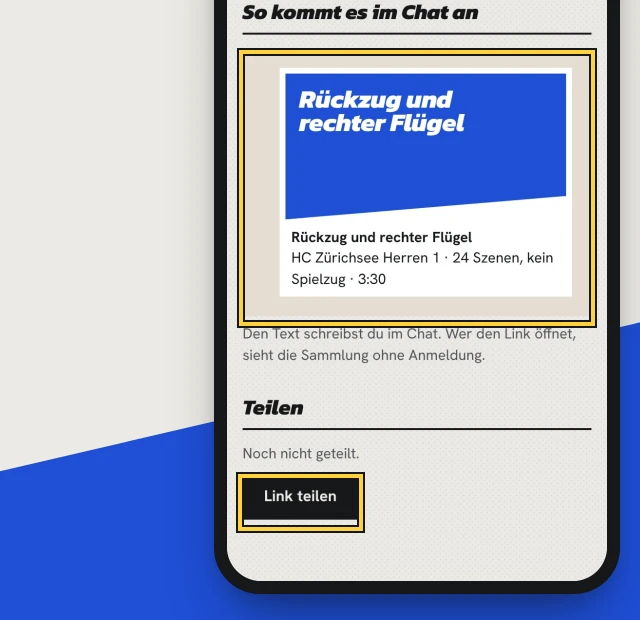 So kommt es im Chat an
Rückzug und
rechter Flügel
Rückzug und rechter Flügel
HC Zürichsee Herren 1 · 24 Szenen, kein
Spielzug · 3:30
Den Text schreibst du im Chat. Wer den Link öffnet,
sieht die Sammlung ohne Anmeldung.
Teilen
Noch nicht geteilt.
Link teilen